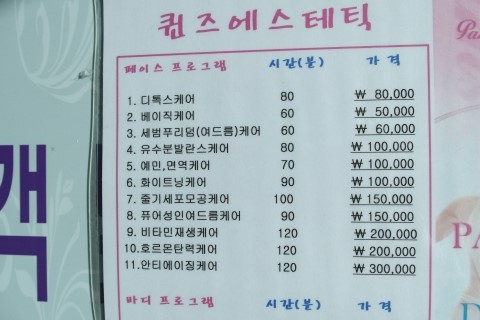 퀸즈에스테틱
페이스 프로그램 시간(분) 가격
1. 디톡스케어 80 ₩ 80,000
2. 베이직케어 60 ₩ 50,000
3. 세범푸리덤(여드름)케어 60 ₩ 60,000
4. 유수분발란스케어 80 ₩ 100,000
5. 예민,면역케어 70 ₩ 100,000
6. 화이트닝케어 90 ₩ 100,000
7. 줄기세포모공케어 100 ₩ 150,000
8. 퓨어성인여드름케어 90 ₩ 150,000
9. 비타민재생케어 120 ₩ 200,000
10. 호르몬탄력케어 120 ₩ 200,000
11. 안티에이징케어 120 ₩ 300,000
바디 프로그램 시간(분) 가격
객